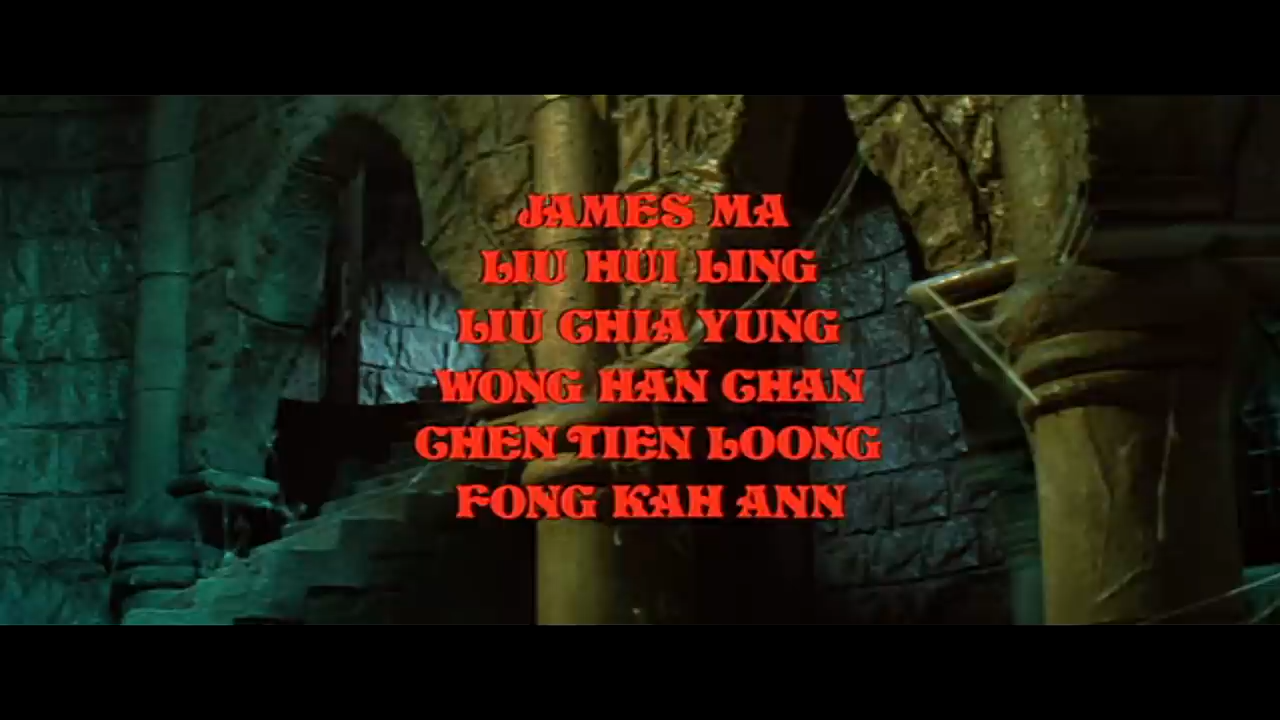 JAMES MA
LIU HUI LING
LIU CHIA YUNG
WONG HAN CHAN
CHEN TIEN LOONG
FONG KAH ANN